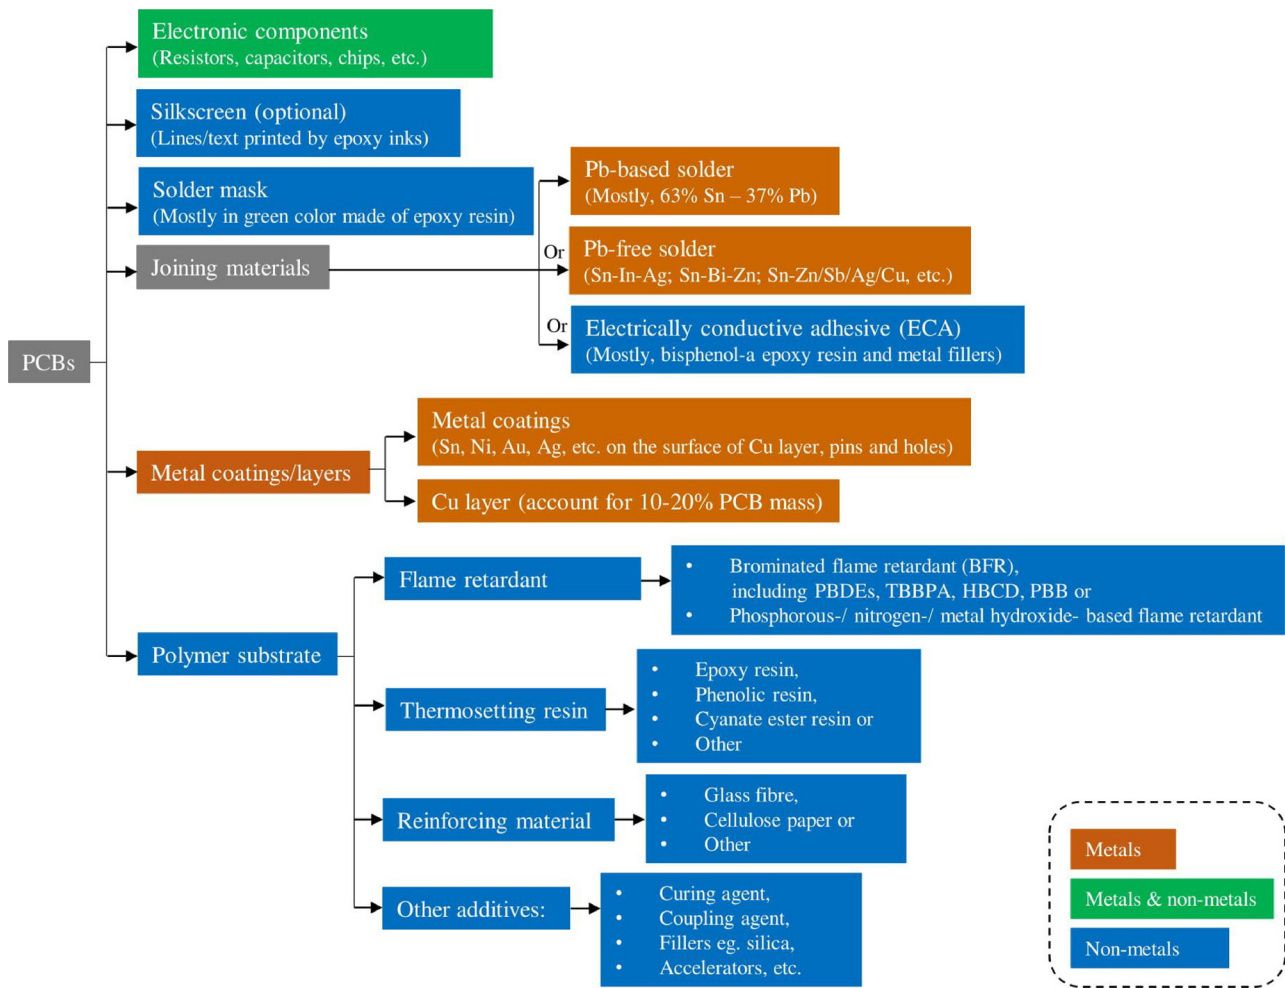 Electronic components
(Resistors, capacitors, chips, etc.)
Silkscreen (optional)
(Lines/text printed by epoxy inks)
Solder mask
(Mostly in green color made of epoxy resin)
Joining materials
Pb-based solder
(Mostly, 63% Sn – 37% Pb)
Or
Pb-free solder
(Sn-In-Ag; Sn-Bi-Zn; Sn-Zn/Sb/Ag/Cu, etc.)
Or
Electrically conductive adhesive (ECA)
(Mostly, bisphenol-a epoxy resin and metal fillers)
PCBs
Metal coatings/layers
Metal coatings
(Sn, Ni, Au, Ag, etc. on the surface of Cu layer, pins and holes)
Cu layer (account for 10-20% PCB mass)
Polymer substrate
Flame retardant
• Brominated flame retardant (BFR),
including PBDEs, TBBPA, HBCD, PBB or
• Phosphorous-/ nitrogen-/ metal hydroxide- based flame retardant
Thermosetting resin
• Epoxy resin,
• Phenolic resin,
• Cyanate ester resin or
• Other
Reinforcing material
• Glass fibre,
• Cellulose paper or
• Other
Other additives:
• Curing agent,
• Coupling agent,
• Fillers eg. silica,
• Accelerators, etc.
Metals
Metals & non-metals
Non-metals